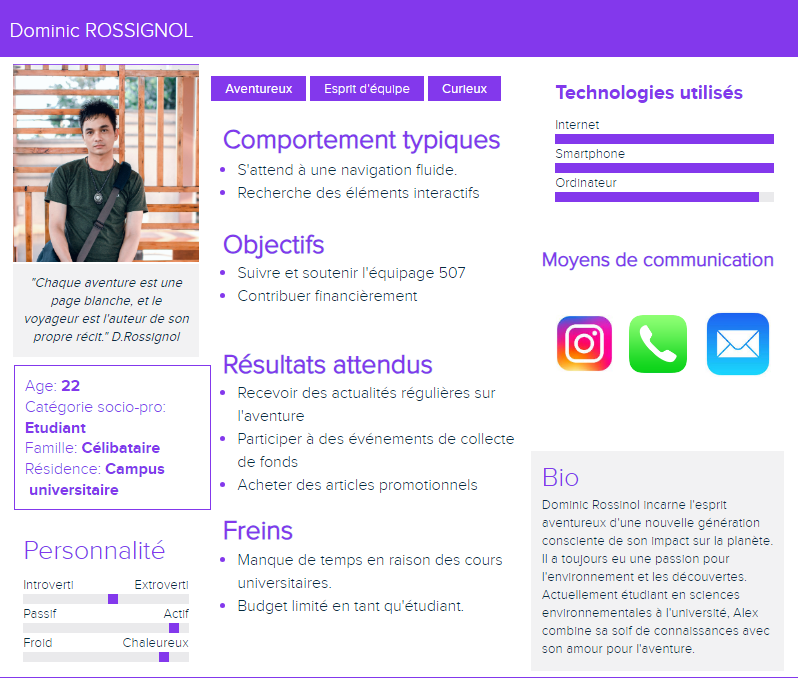 Dominic ROSSIGNOL
"Chaque aventure est une
page blanche, et le
voyageur est l'auteur de son
propre récit." D.Rossignol
Age: 22
Catégorie socio-pro:
Etudiant
Famille: Célibataire
Résidence: Campus
universitaire
Personnalité
Introverti Extroverti
Passif Actif
Froid Chaleureux
Aventureux Esprit d'équipe Curieux
Comportement typiques
S'attend à une navigation fluide.
Recherche des éléments interactifs
Objectifs
Suivre et soutenir l'équipage 507
Contribuer financièrement
Résultats attendus
Recevoir des actualités régulières sur
l'aventure
Participer à des événements de collecte
de fonds
Acheter des articles promotionnels
Freins
Manque de temps en raison des cours
universitaires.
Budget limité en tant qu'étudiant.
Technologies utilisés
Internet
Smartphone
Ordinateur
Moyens de communication
Bio
Dominic Rossinol incarne l'esprit
aventureux d'une nouvelle génération
consciente de son impact sur la planète.
Il a toujours eu une passion pour
l'environnement et les découvertes.
Actuellement étudiant en sciences
environnementales à l'université, Alex
combine sa soif de connaissances avec
son amour pour l'aventure.